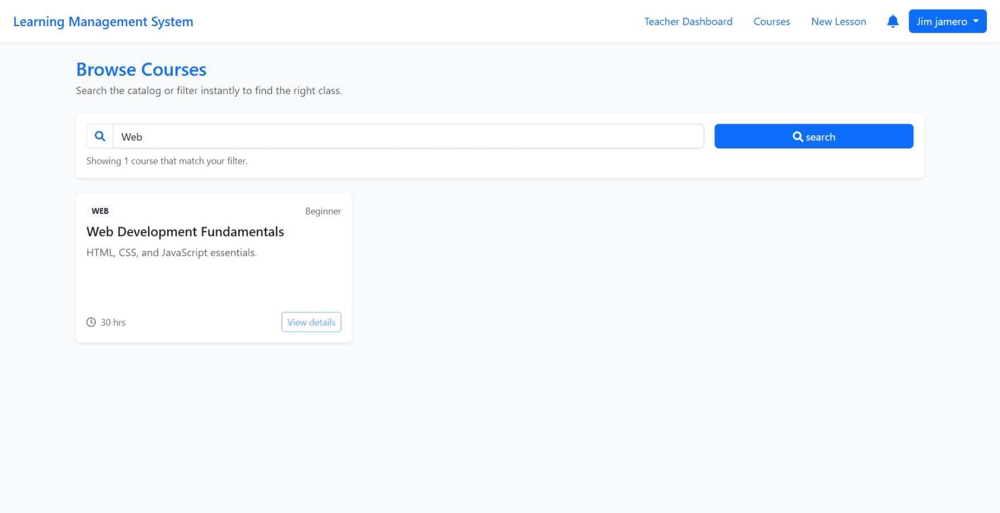 Learning Management System
Teacher Dashboard
Courses
New Lesson
Jim jamero
Browse Courses
Search the catalog or filter instantly to find the right class.
Web
search
Showing 1 course that match your filter.
WEB
Beginner
Web Development Fundamentals
HTML, CSS, and JavaScript essentials.
30 hrs
View details